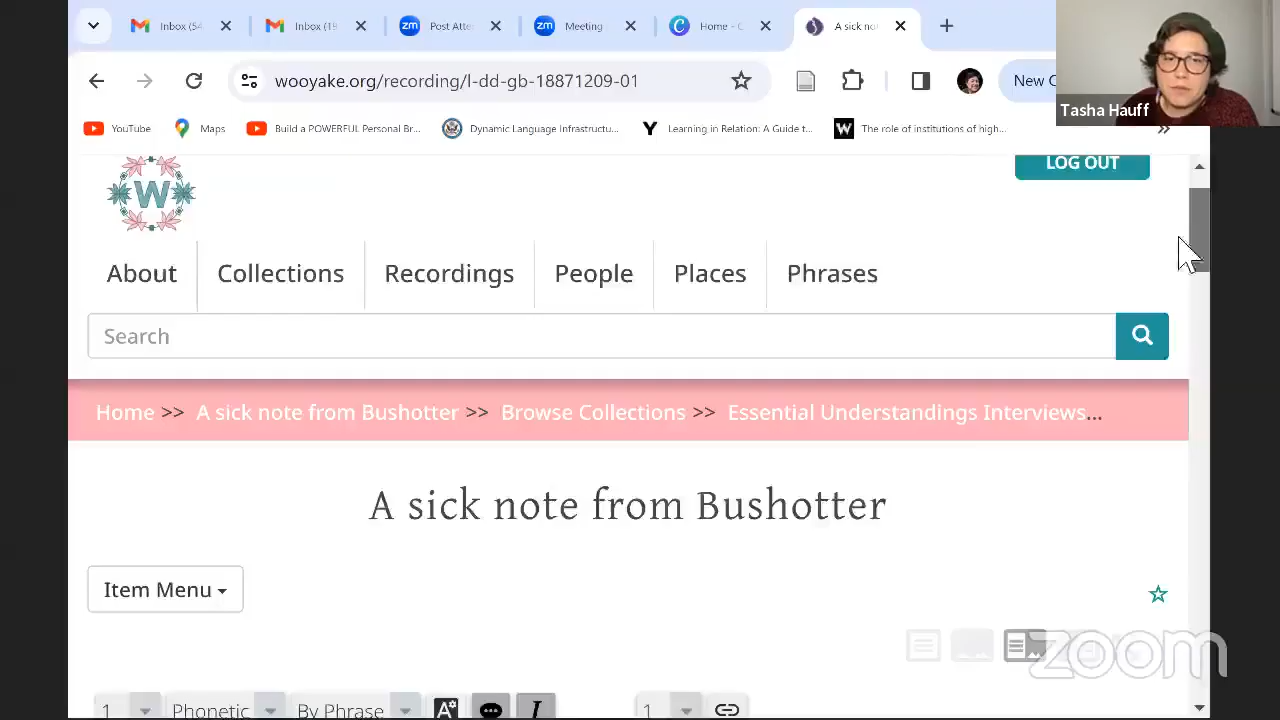 Inbox (54
Inbox (19
Post Atte
Meeting
Home - C
A sick no
wooyake.org/recording/l-dd-gb-18871209-01
New C
Tasha Hauff
YouTube
Maps
Build a POWERFUL Personal Br...
Dynamic Language Infrastructu...
Learning in Relation: A Guide t...
The role of institutions of high...
W
LOG OUT
About
Collections
Recordings
People
Places
Phrases
Search
Home >> A sick note from Bushotter >> Browse Collections >> Essential Understandings Interviews...
A sick note from Bushotter
Item Menu
zoom
1 Phonetic By Phrase A I 1